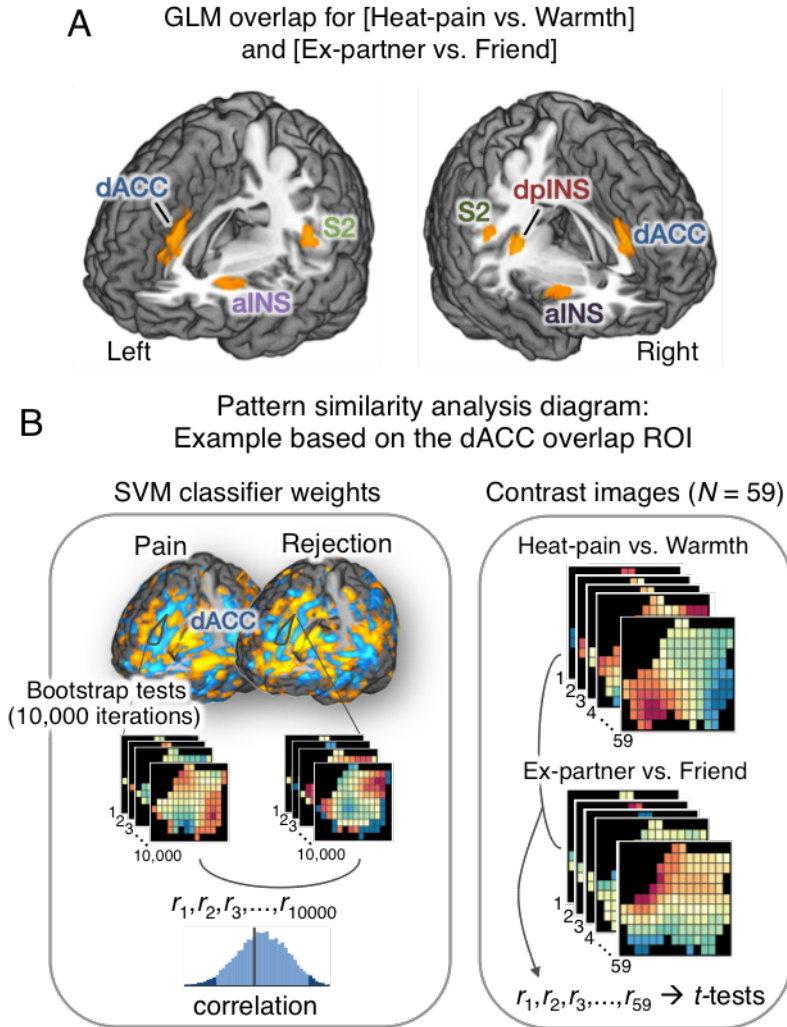 A
GLM overlap for [Heat-pain vs. Warmth]
and [Ex-partner vs. Friend]
dACC
S2
aINS
Left
S2
dpINS
dACC
aINS
Right
B
Pattern similarity analysis diagram:
Example based on the dACC overlap ROI
SVM classifier weights
Pain
Rejection
dACC
Bootstrap tests
(10,000 iterations)
1 2 3 ... 10,000
1 2 3 ... 10,000
r1, r2, r3,..., r10000
correlation
Contrast images (N = 59)
Heat-pain vs. Warmth
1 2 3 4 ... 59
Ex-partner vs. Friend
1 2 3 4 ... 59
r1, r2, r3,..., r59 → t-tests